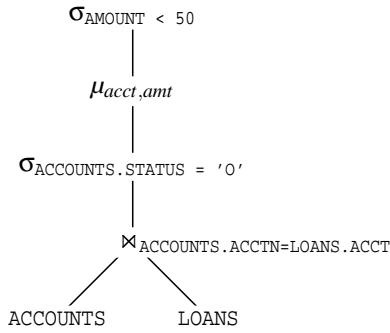 σAMOUNT < 50
μacct,amt
σACCOUNTS.STATUS = 'O'
⋈ACCOUNTS.ACCTN=LOANS.ACCT
ACCOUNTS LOANS